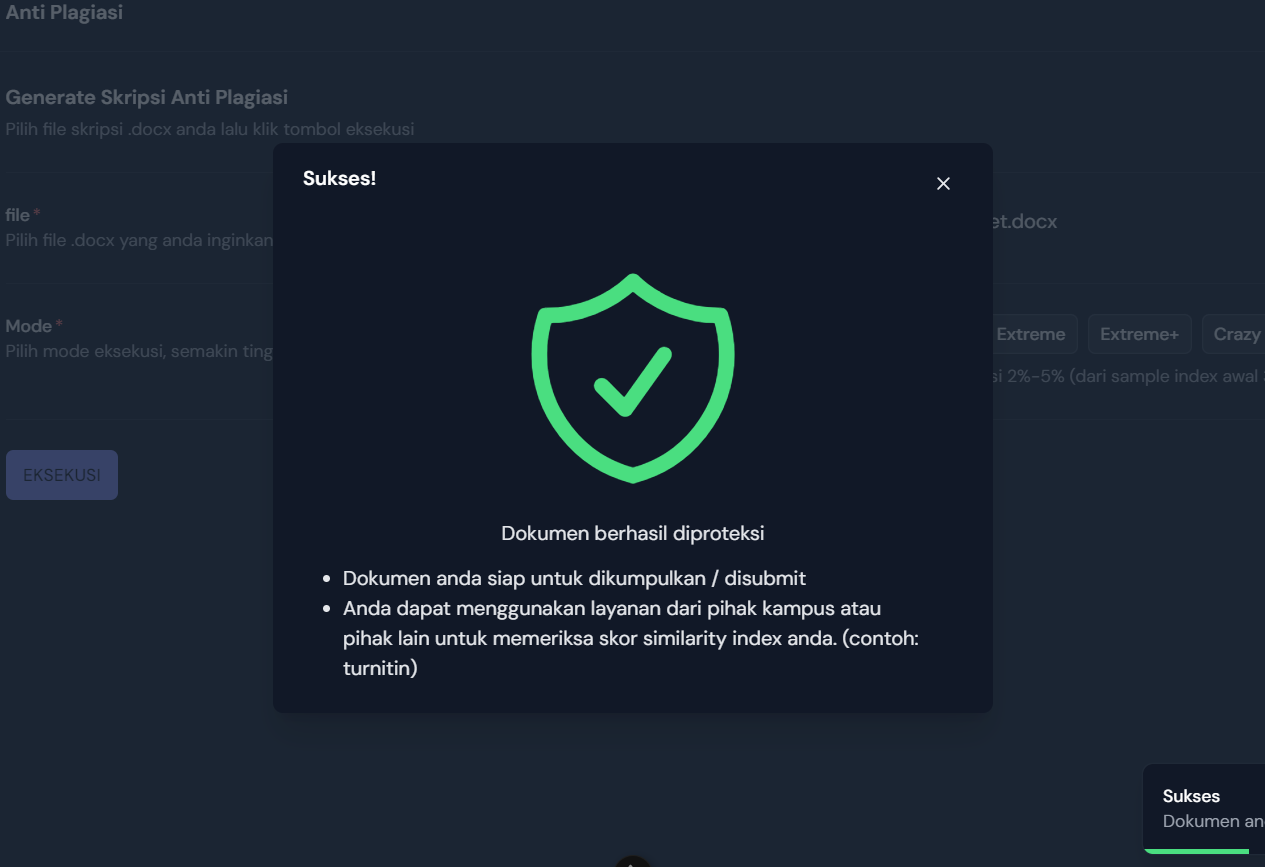 Anti Plagiasi
Generate Skripsi Anti Plagiasi
Pilih file skripsi .docx anda lalu klik tombol eksekusi
Sukses!
file *
Pilih file .docx yang anda inginkan
et.docx
Mode *
Pilih mode eksekusi, semakin ting
Extreme
Extreme+
Crazy
si 2%-5% (dari sample index awal
EKSEKUSI
Dokumen berhasil diproteksi
• Dokumen anda siap untuk dikumpulkan / disubmit
• Anda dapat menggunakan layanan dari pihak kampus atau
pihak lain untuk memeriksa skor similarity index anda. (contoh:
turnitin)
Sukses
Dokumen an